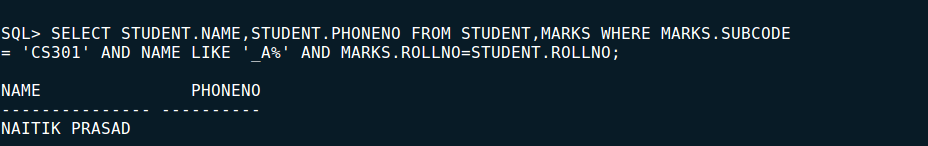 SQL> SELECT STUDENT.NAME,STUDENT.PHONENO FROM STUDENT,MARKS WHERE MARKS.SUBCODE
= 'CS301' AND NAME LIKE '_A%' AND MARKS.ROLLNO=STUDENT.ROLLNO;
NAME PHONENO
--------------- ----------
NAITIK PRASAD